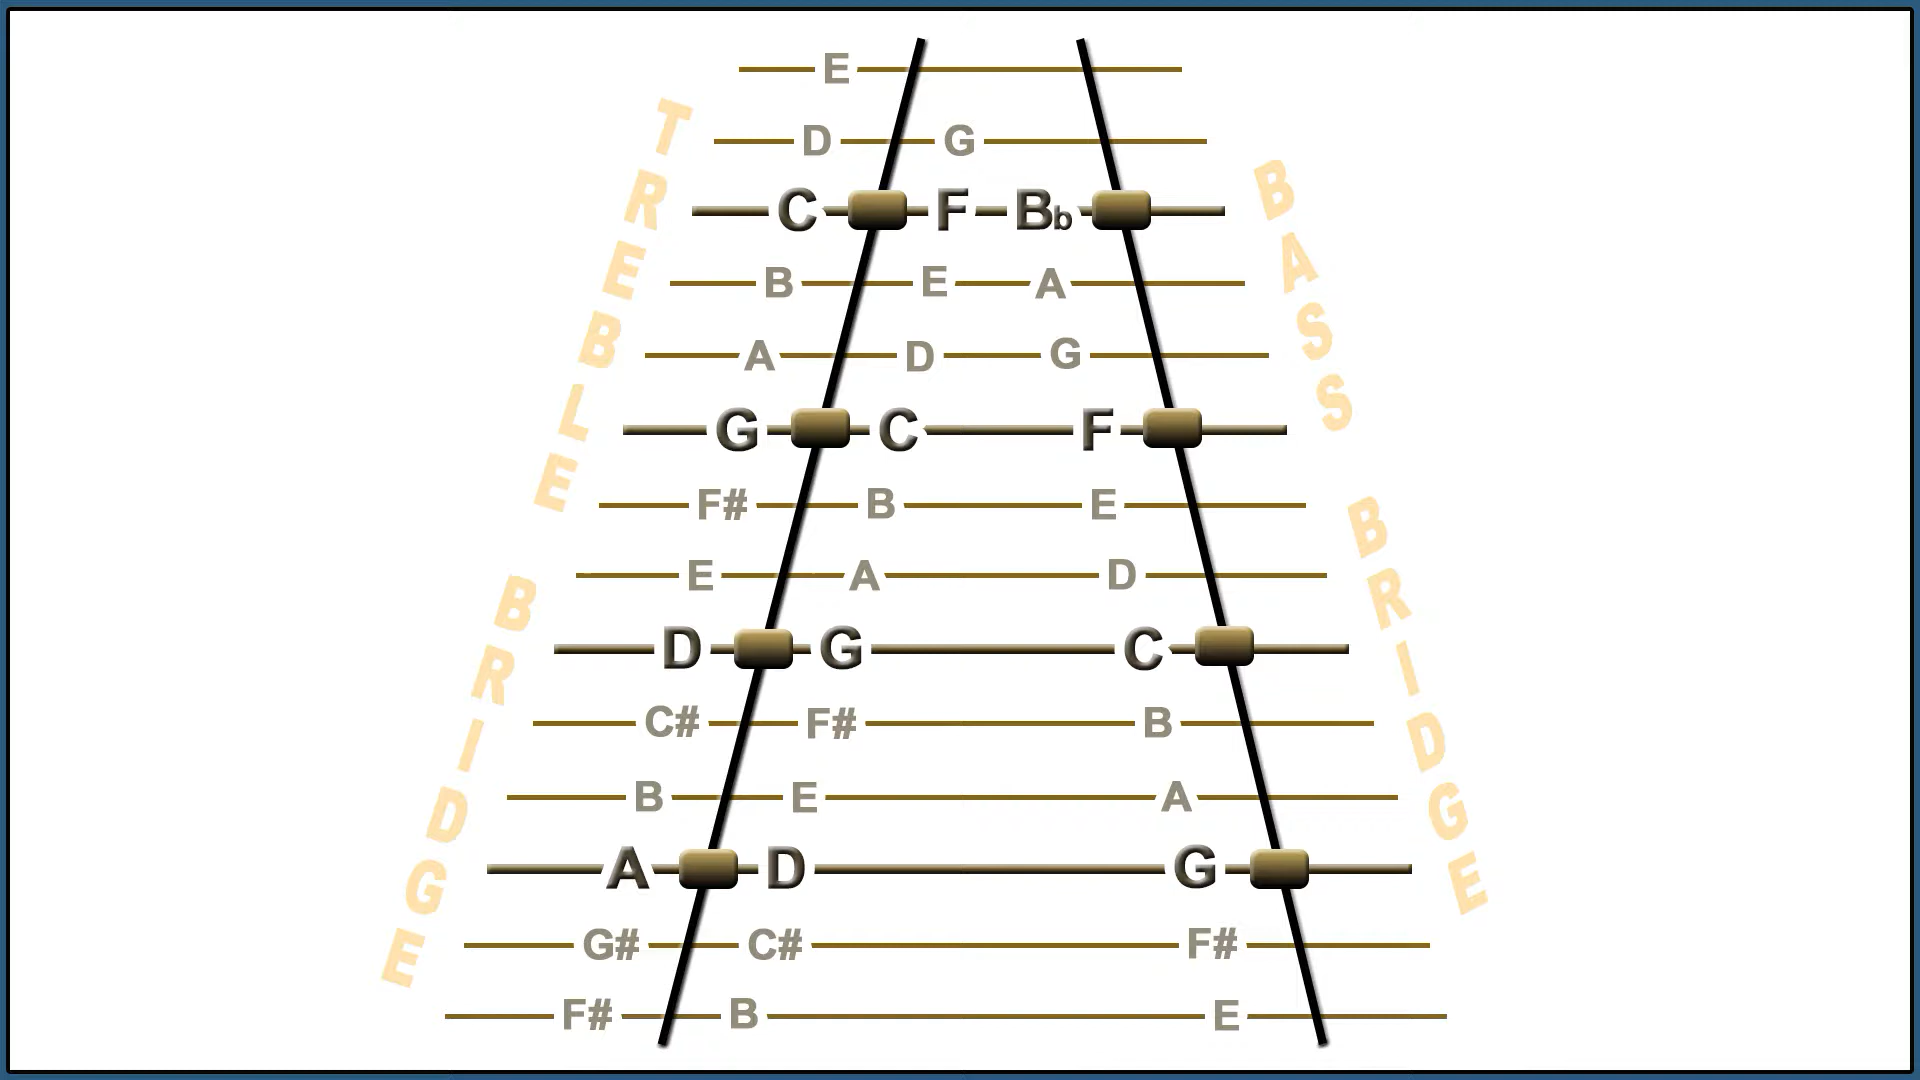 E
D G
C F Bb
B E A
A D G
G C F
F# B E
E A D
D G C
C# F# B
B E A
A D G
G# C# F#
F# B E
TREBLE BRIDGE
BASS BRIDGE